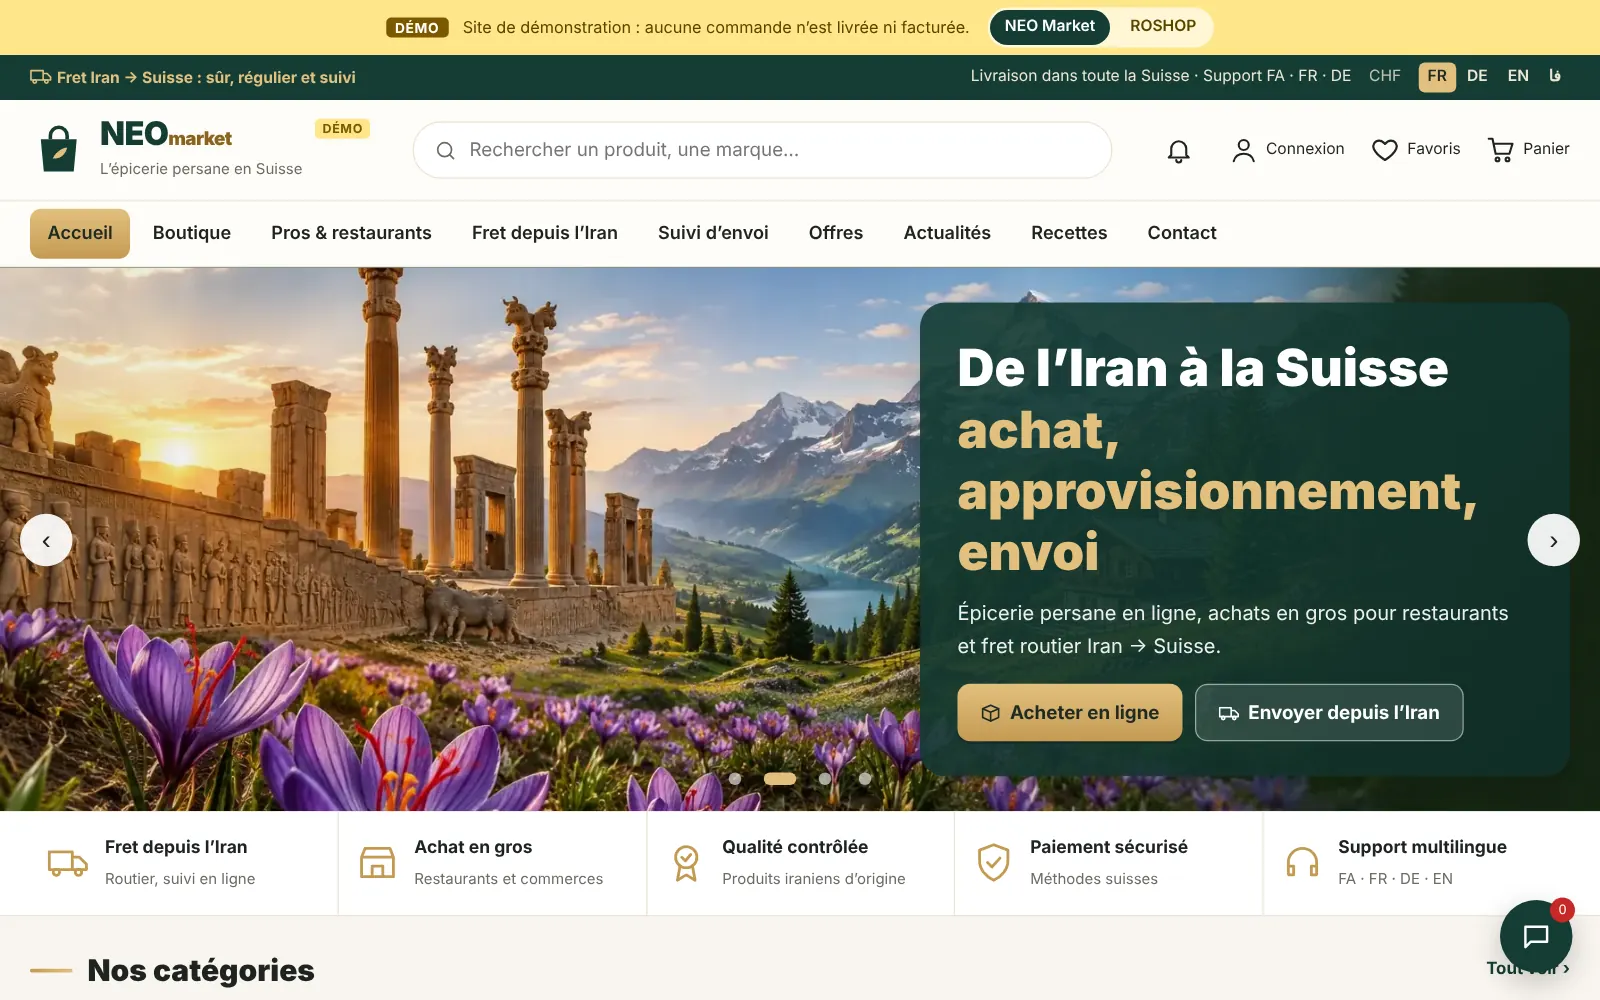 DÉMO Site de démonstration : aucune commande n’est livrée ni facturée. NEO Market ROSHOP
Fret Iran → Suisse : sûr, régulier et suivi
Livraison dans toute la Suisse · Support FA · FR · DE CHF FR DE EN فا
NEOmarket DÉMO
L’épicerie persane en Suisse
Rechercher un produit, une marque...
Connexion
Favoris
Panier
Accueil Boutique Pros & restaurants Fret depuis l’Iran Suivi d’envoi Offres Actualités Recettes Contact
De l’Iran à la Suisse
achat,
approvisionnement,
envoi
Épicerie persane en ligne, achats en gros pour restaurants
et fret routier Iran → Suisse.
Acheter en ligne
Envoyer depuis l’Iran
Fret depuis l’Iran
Routier, suivi en ligne
Achat en gros
Restaurants et commerces
Qualité contrôlée
Produits iraniens d’origine
Paiement sécurisé
Méthodes suisses
Support multilingue
FA · FR · DE · EN
0
Nos catégories
Tout voir ›